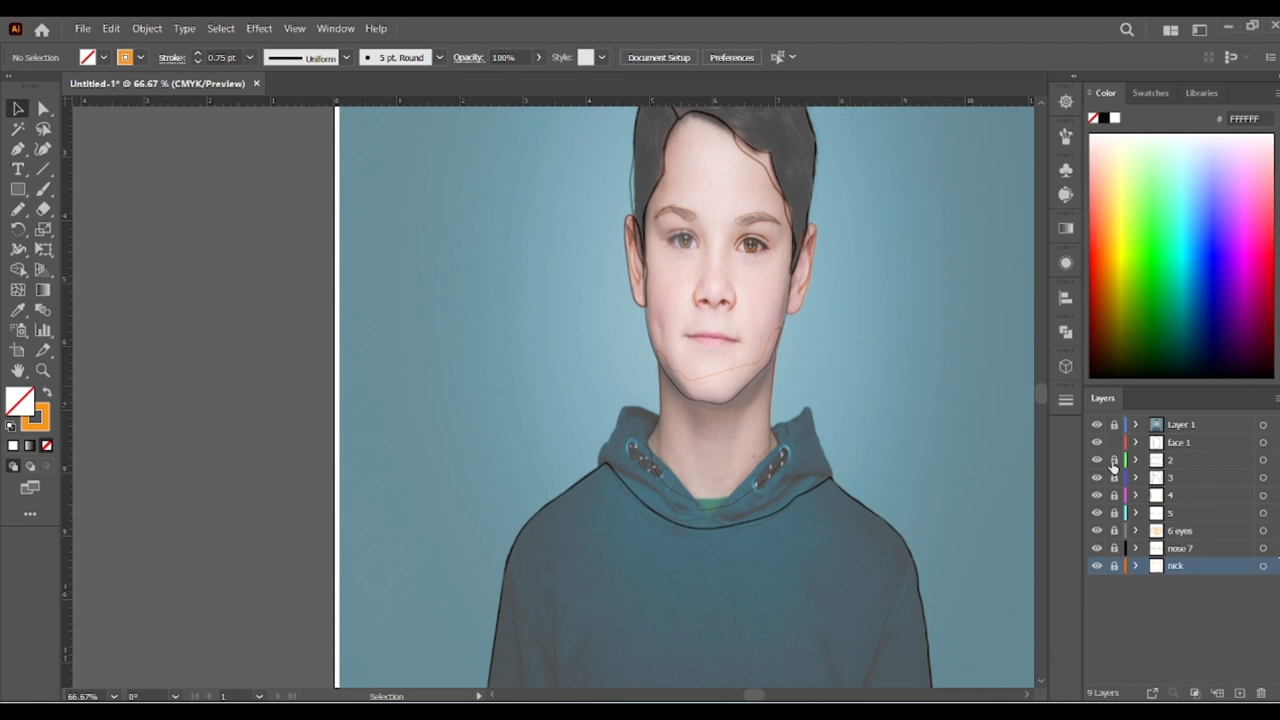 Ai File Edit Object Type Select Effect View Window Help
No Selection Stroke: 0.75 pt Uniform 5 pt. Round Opacity: 100% Style: Document Setup Preferences
Untitled-1* @ 66.67 % (CMYK/Preview) ×
Color Swatches Libraries
# FFFFFF
Layers
Layer 1
face 1
2
3
4
5
6 eyes
nose 7
nick
9 Layers
66.67% 0° 1 Selection